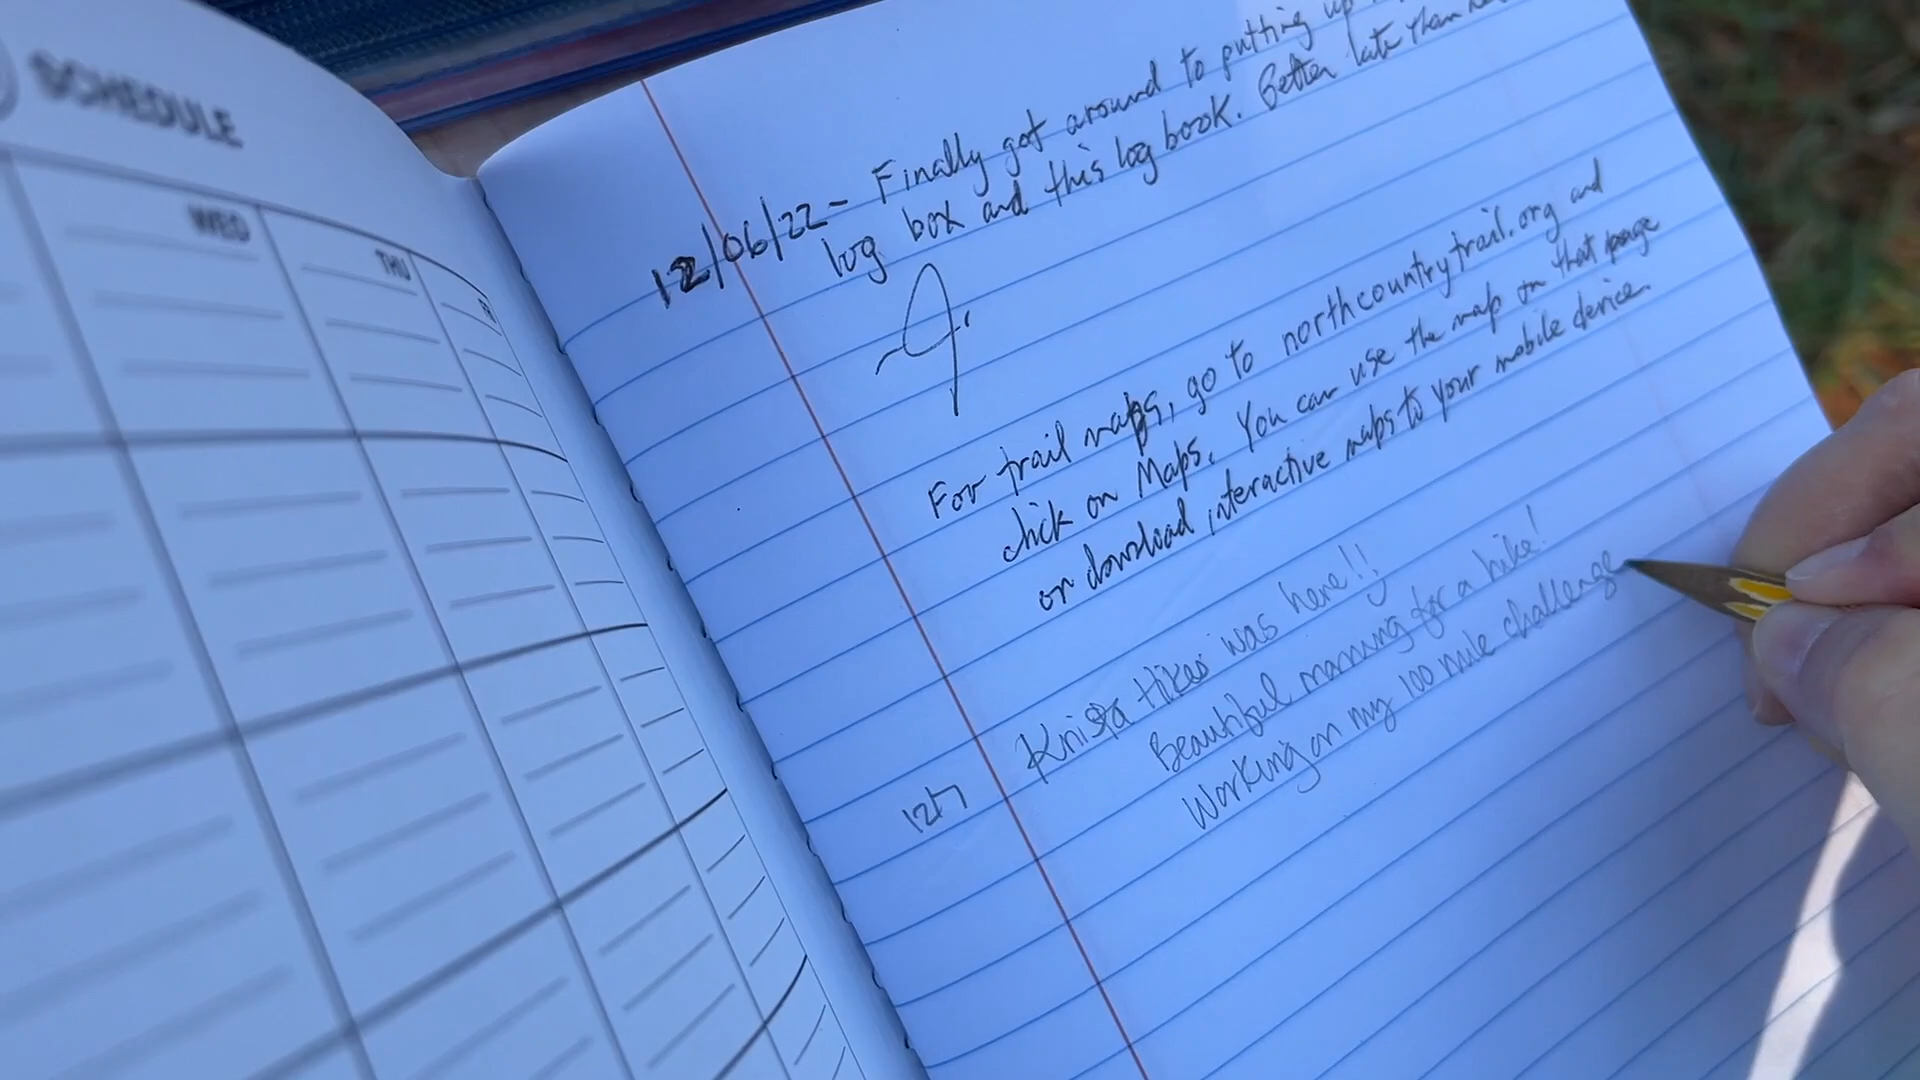 SCHEDULE
WED
THU
12/06/22 - Finally got around to putting up
log box and this log book. Better late than
For trail maps, go to northcountrytrail.org and
click on Maps. You can use the map on that page
or download interactive maps to your mobile device.
Krista Hikes was here!!
12/7 Beautiful morning for a hike!
Working on my 100 mile challenge